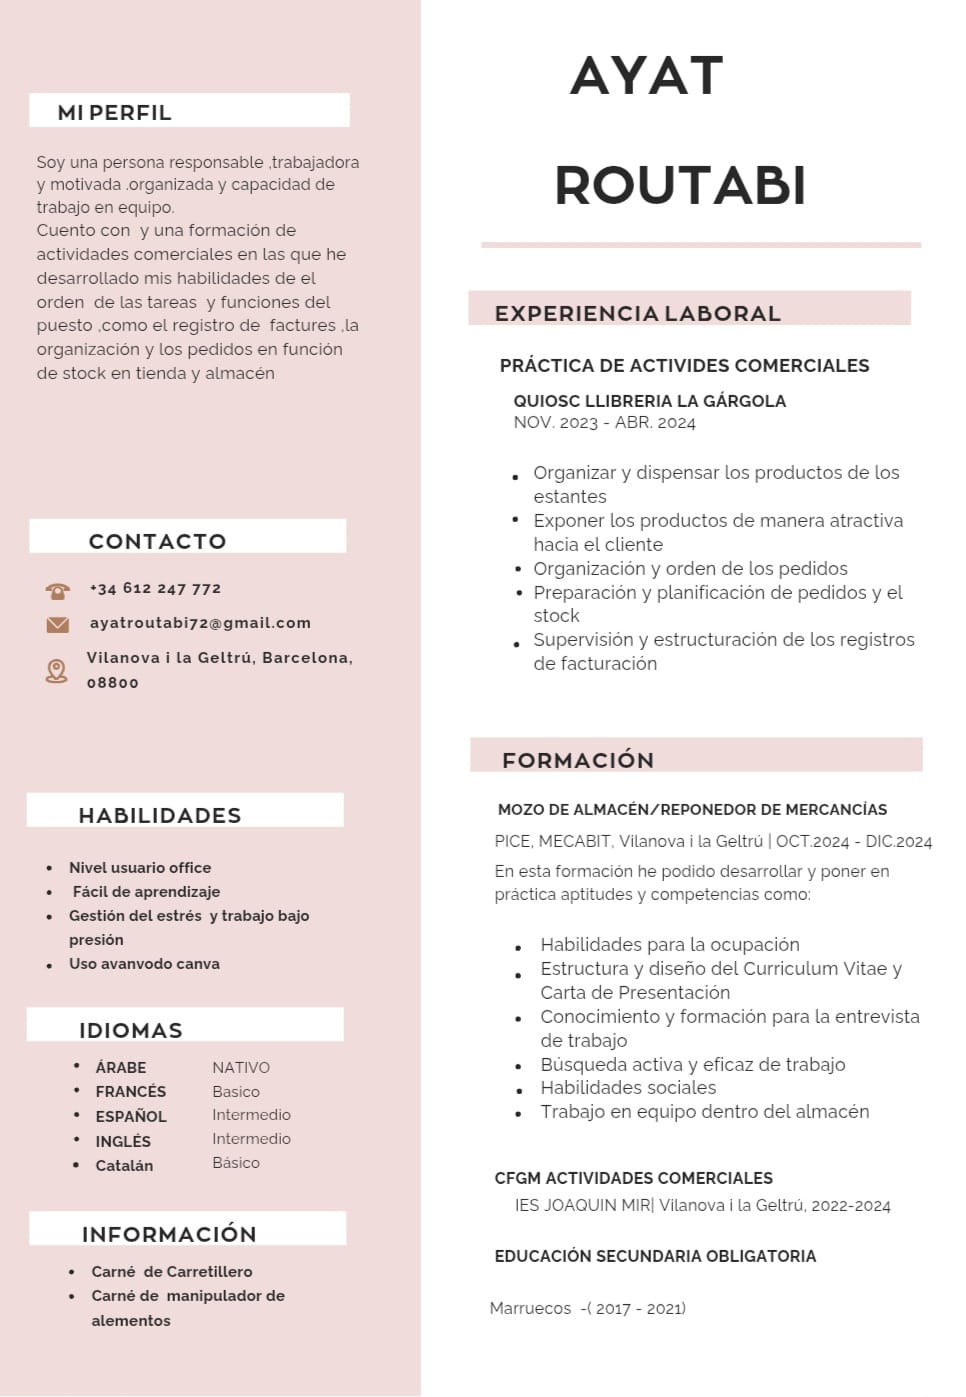 MI PERFIL
Soy una persona responsable ,trabajadora
y motivada .organizada y capacidad de
trabajo en equipo.
Cuento con  y una formación de
actividades comerciales en las que he
desarrollado mis habilidades de el
orden  de las tareas  y funciones del
puesto ,como el registro de  factures ,la
organización y los pedidos en función
de stock en tienda y almacén
CONTACTO
+34 612 247 772
ayatroutabi72@gmail.com
Vilanova i la Geltrú, Barcelona,
08800
HABILIDADES
• Nivel usuario office
• Fácil de aprendizaje
• Gestión del estrés  y trabajo bajo
presión
• Uso avanvodo canva
IDIOMAS
• ÁRABE NATIVO
• FRANCÉS Basico
• ESPAÑOL Intermedio
• INGLÉS Intermedio
• Catalán Básico
INFORMACIÓN
• Carné  de Carretillero
• Carné de  manipulador de
alementos
AYAT
ROUTABI
EXPERIENCIA LABORAL
PRÁCTICA DE ACTIVIDES COMERCIALES
QUIOSC LLIBRERIA LA GÁRGOLA
NOV. 2023 - ABR. 2024
• Organizar y dispensar los productos de los
estantes
• Exponer los productos de manera atractiva
hacia el cliente
• Organización y orden de los pedidos
• Preparación y planificación de pedidos y el
stock
• Supervisión y estructuración de los registros
de facturación
FORMACIÓN
MOZO DE ALMACÉN/REPONEDOR DE MERCANCÍAS
PICE, MECABIT, Vilanova i la Geltrú | OCT.2024 - DIC.2024
En esta formación he podido desarrollar y poner en
práctica aptitudes y competencias como:
• Habilidades para la ocupación
• Estructura y diseño del Curriculum Vitae y
Carta de Presentación
• Conocimiento y formación para la entrevista
de trabajo
• Búsqueda activa y eficaz de trabajo
• Habilidades sociales
• Trabajo en equipo dentro del almacén
CFGM ACTIVIDADES COMERCIALES
IES JOAQUIN MIR| Vilanova i la Geltrú, 2022-2024
EDUCACIÓN SECUNDARIA OBLIGATORIA
Marruecos  -( 2017 - 2021)